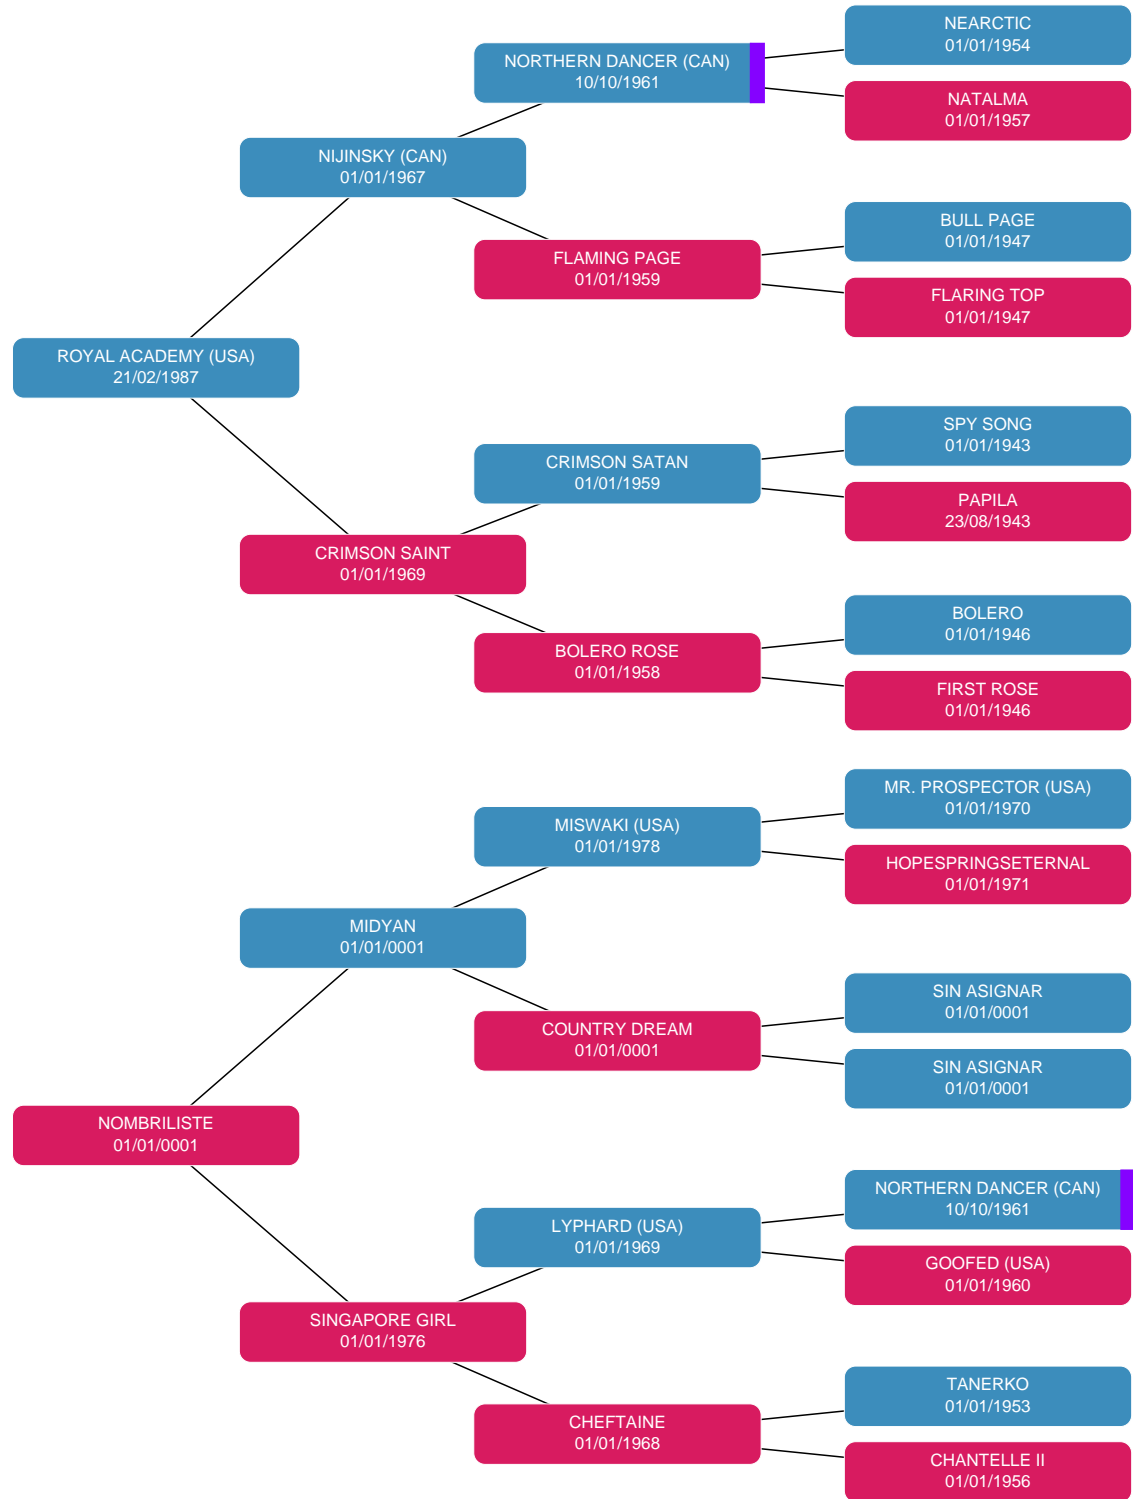 NEARCTIC
01/01/1954
NORTHERN DANCER (CAN)
10/10/1961
NATALMA
01/01/1957
NIJINSKY (CAN)
01/01/1967
BULL PAGE
01/01/1947
FLAMING PAGE
01/01/1959
FLARING TOP
01/01/1947
ROYAL ACADEMY (USA)
21/02/1987
SPY SONG
01/01/1943
CRIMSON SATAN
01/01/1959
PAPILA
23/08/1943
CRIMSON SAINT
01/01/1969
BOLERO
01/01/1946
BOLERO ROSE
01/01/1958
FIRST ROSE
01/01/1946
MR. PROSPECTOR (USA)
01/01/1970
MISWAKI (USA)
01/01/1978
HOPESPRINGSETERNAL
01/01/1971
MIDYAN
01/01/0001
SIN ASIGNAR
01/01/0001
COUNTRY DREAM
01/01/0001
SIN ASIGNAR
01/01/0001
NOMBRILISTE
01/01/0001
NORTHERN DANCER (CAN)
10/10/1961
LYPHARD (USA)
01/01/1969
GOOFED (USA)
01/01/1960
SINGAPORE GIRL
01/01/1976
TANERKO
01/01/1953
CHEFTAINE
01/01/1968
CHANTELLE II
01/01/1956